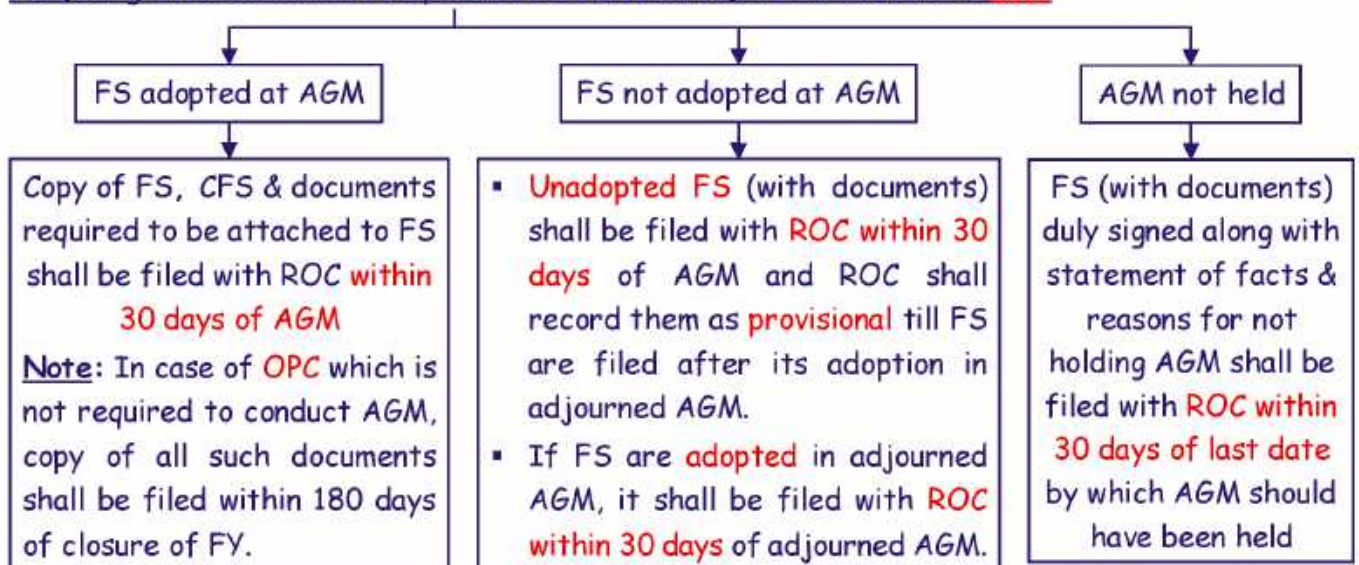 FS adopted at AGM
FS not adopted at AGM
AGM not held
Copy of FS, CFS & documents
required to be attached to FS
shall be filed with ROC within
30 days of AGM
Note: In case of OPC which is
not required to conduct AGM,
copy of all such documents
shall be filed within 180 days
of closure of FY.
▪ Unadopted FS (with documents)
shall be filed with ROC within 30
days of AGM and ROC shall
record them as provisional till FS
are filed after its adoption in
adjourned AGM.
▪ If FS are adopted in adjourned
AGM, it shall be filed with ROC
within 30 days of adjourned AGM.
FS (with documents)
duly signed along with
statement of facts &
reasons for not
holding AGM shall be
filed with ROC within
30 days of last date
by which AGM should
have been held